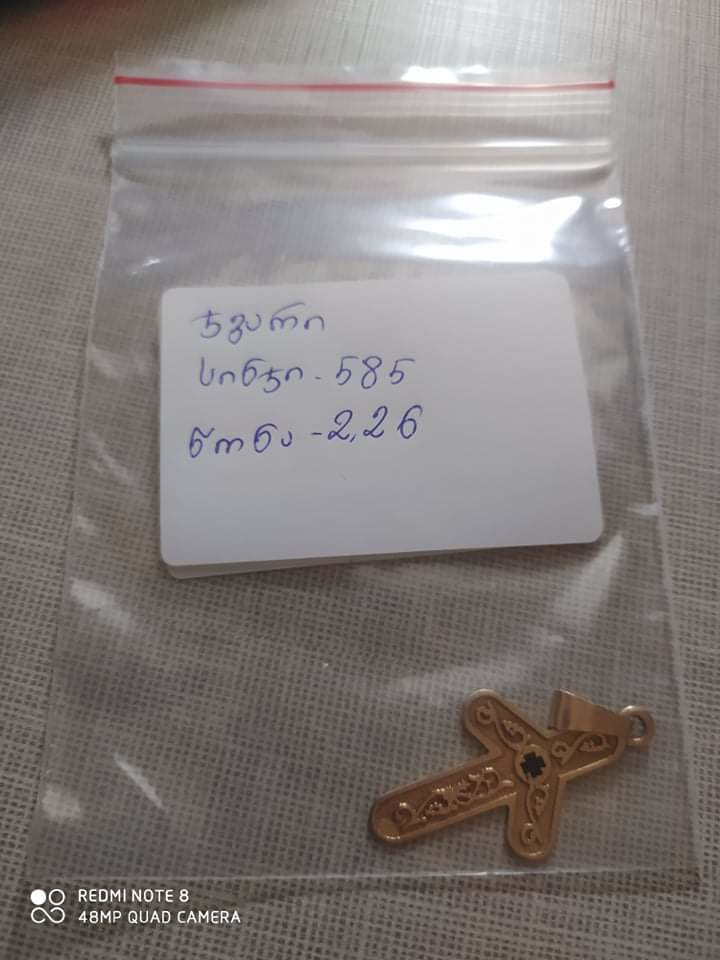 ჯვარი
სინჯი - 585
წონა - 2,26
REDMI NOTE 8
48MP QUAD CAMERA